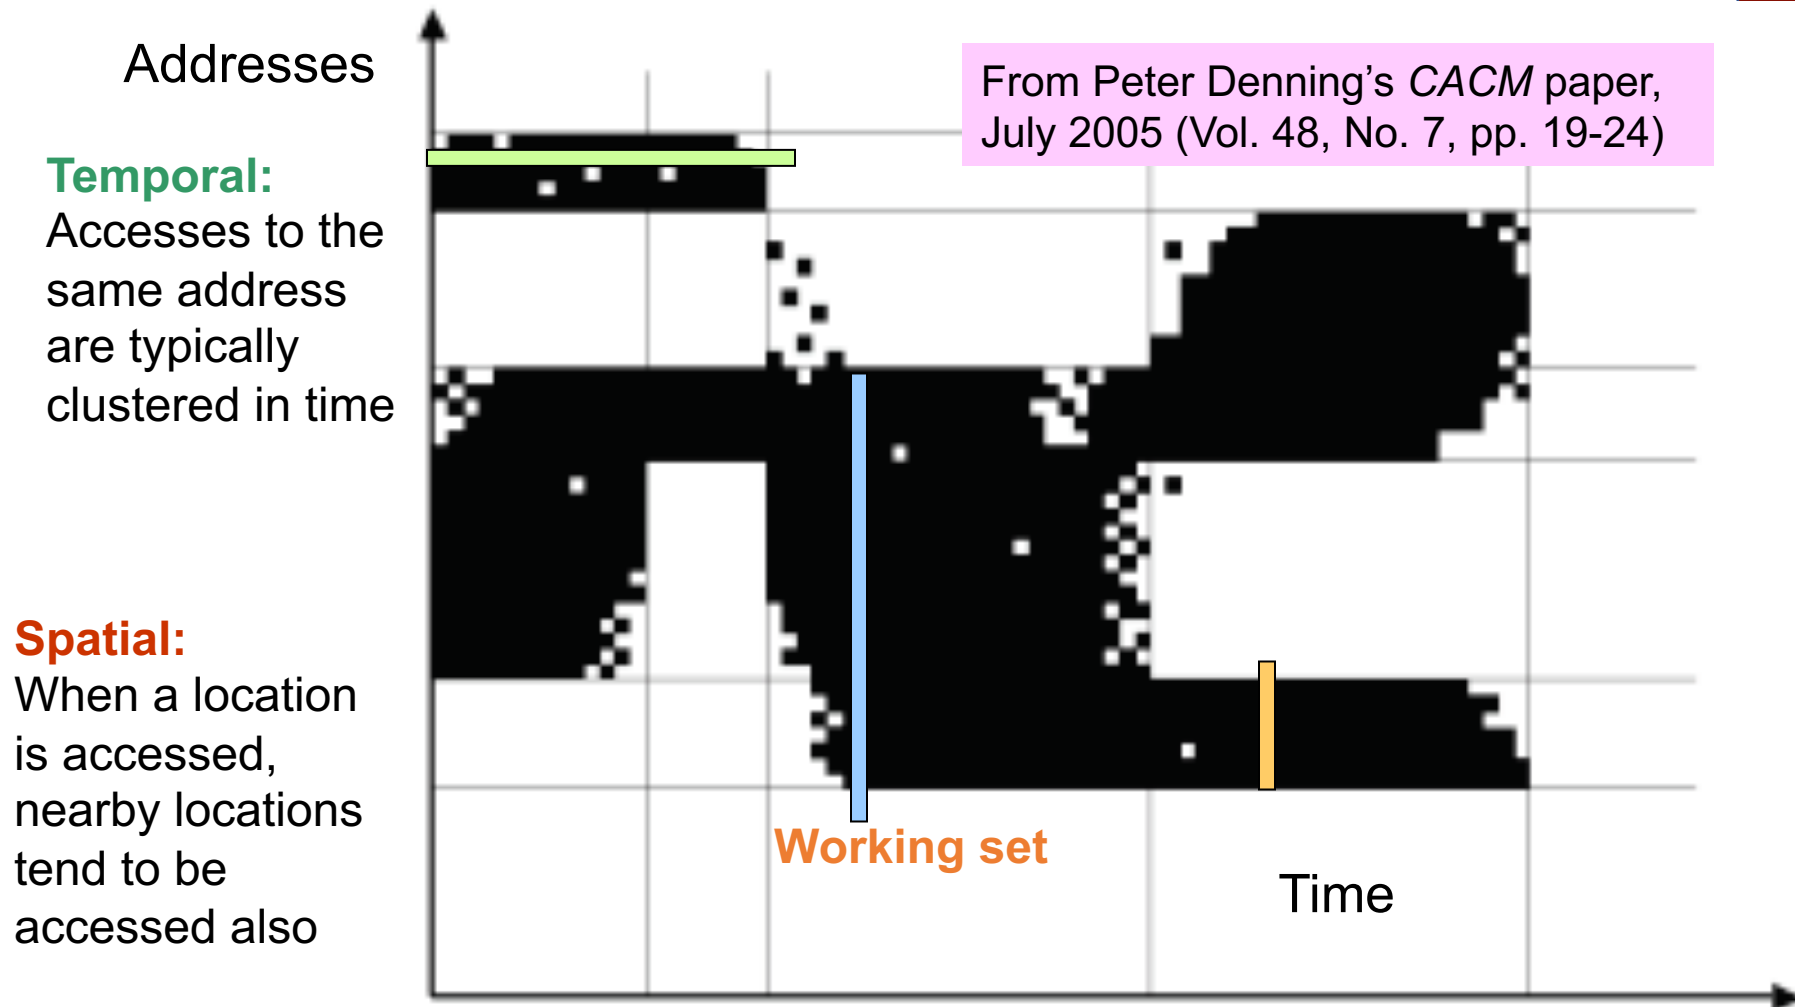 Addresses
From Peter Denning’s CACM paper,
July 2005 (Vol. 48, No. 7, pp. 19-24)
Temporal:
Accesses to the
same address
are typically
clustered in time
Spatial:
When a location
is accessed,
nearby locations
tend to be
accessed also
Working set
Time